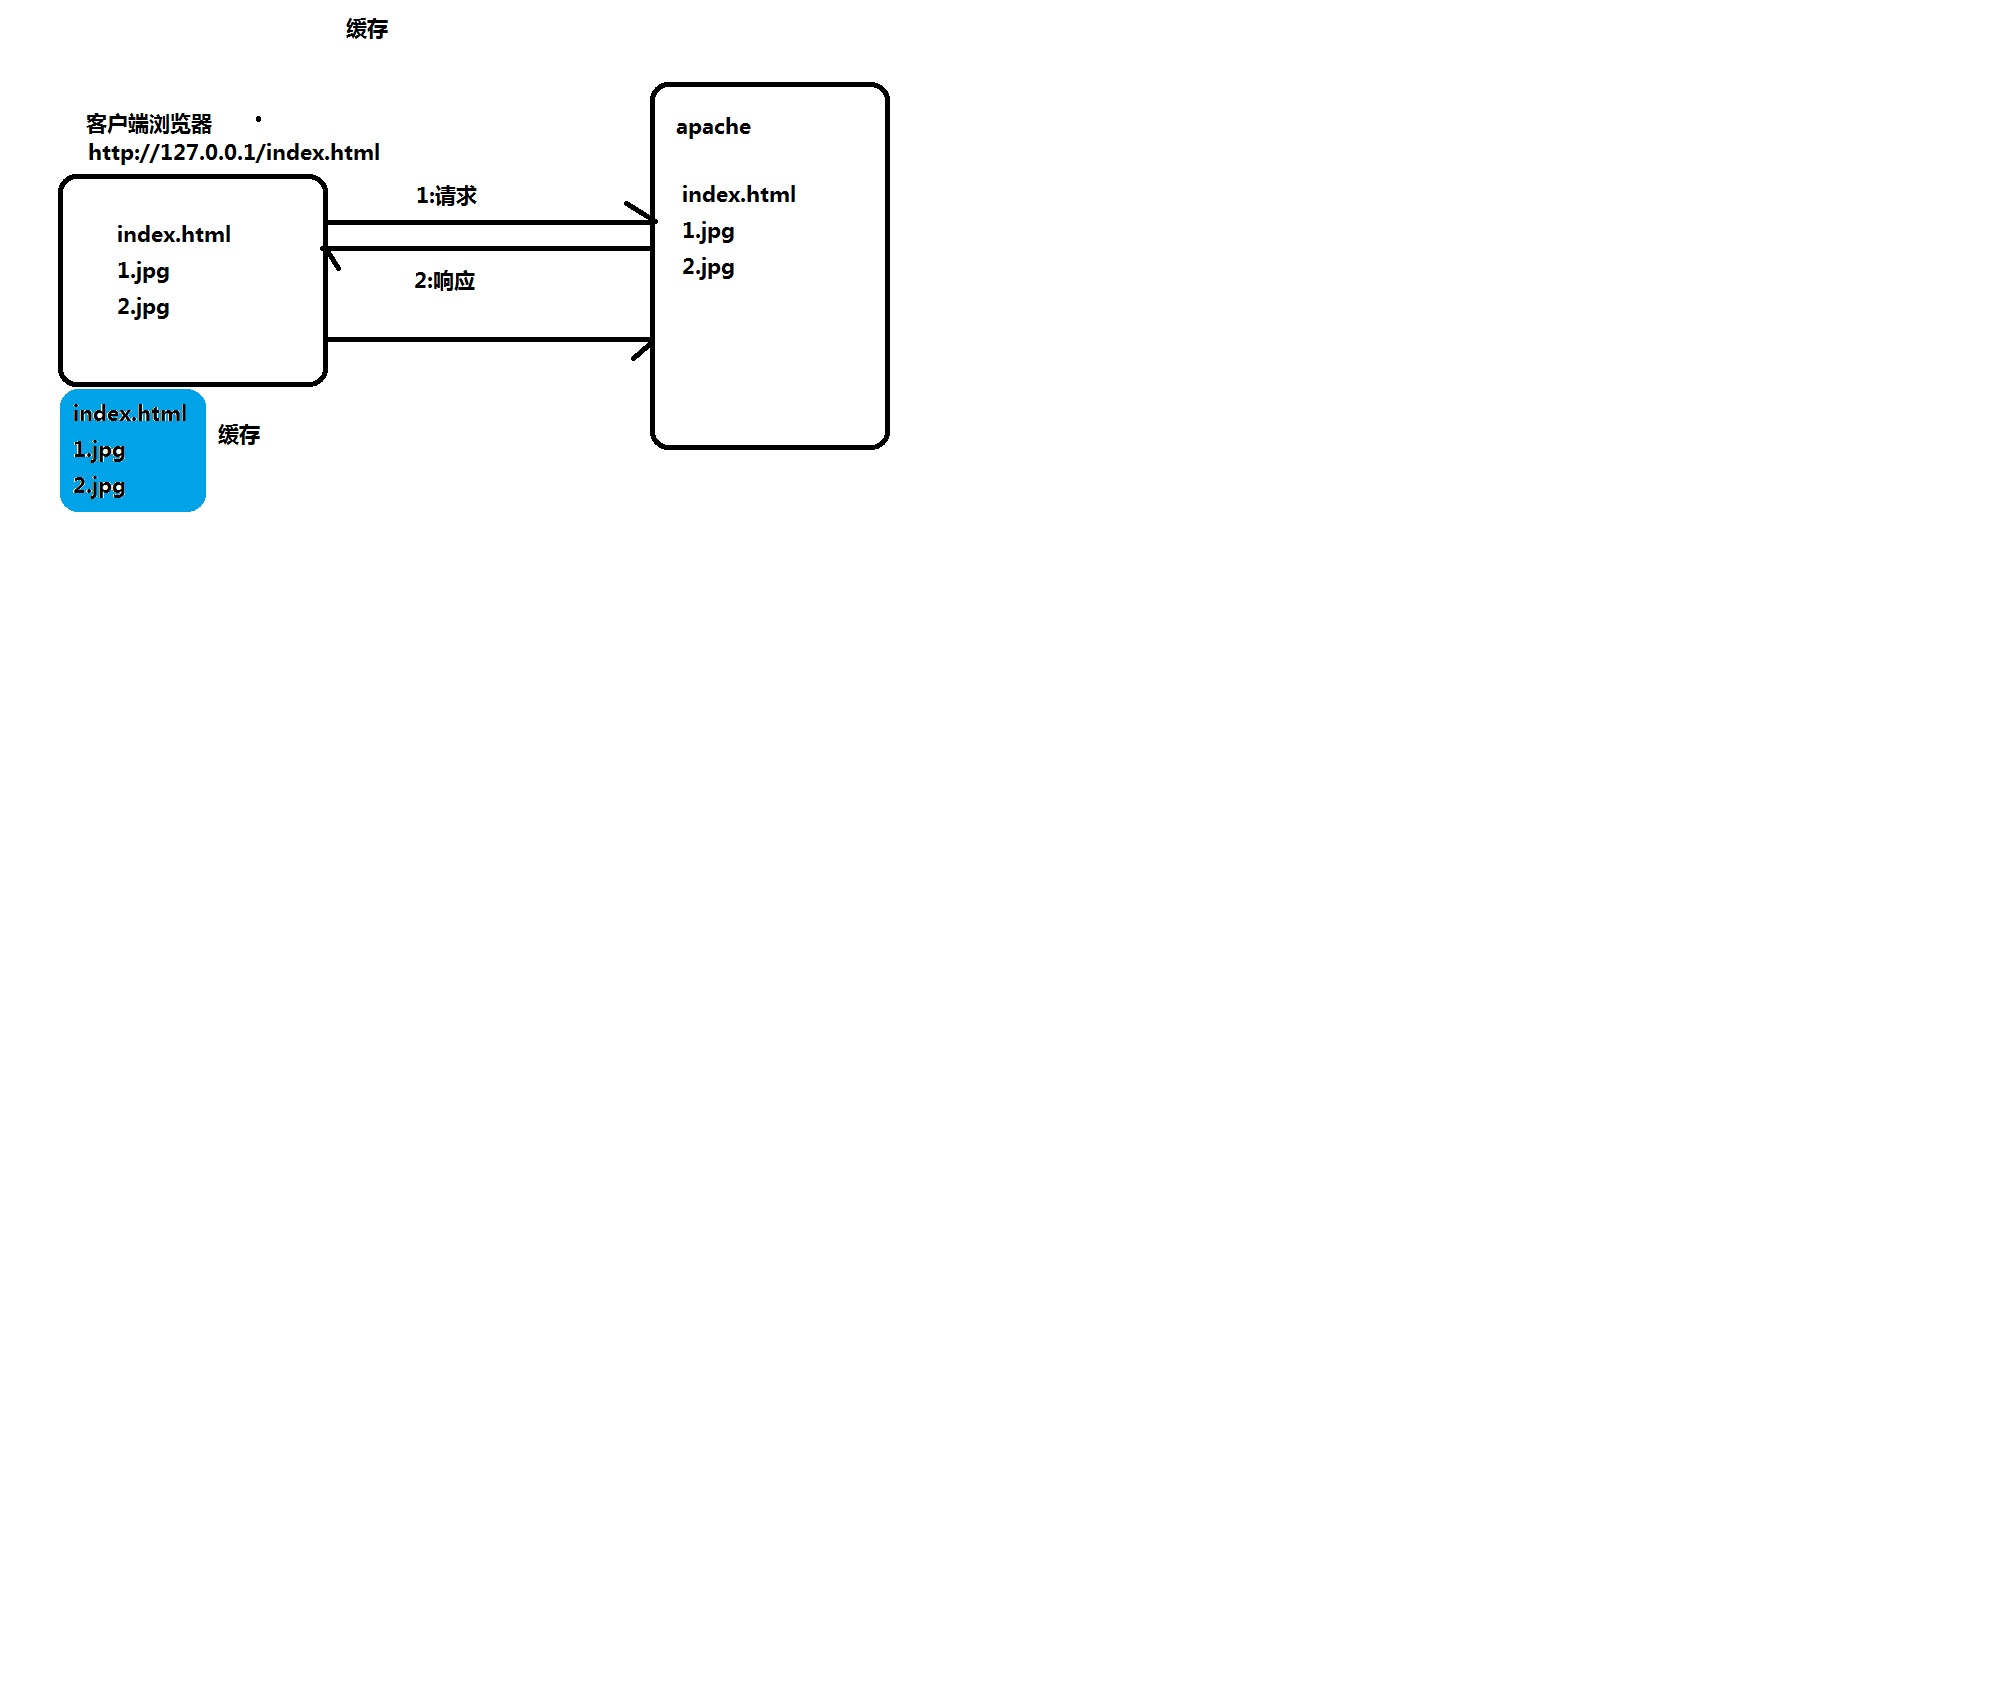 缓存
客户端浏览器
http://127.0.0.1/index.html
index.html
1.jpg
2.jpg
1:请求
2:响应
apache
index.html
1.jpg
2.jpg
index.html
1.jpg
2.jpg
缓存